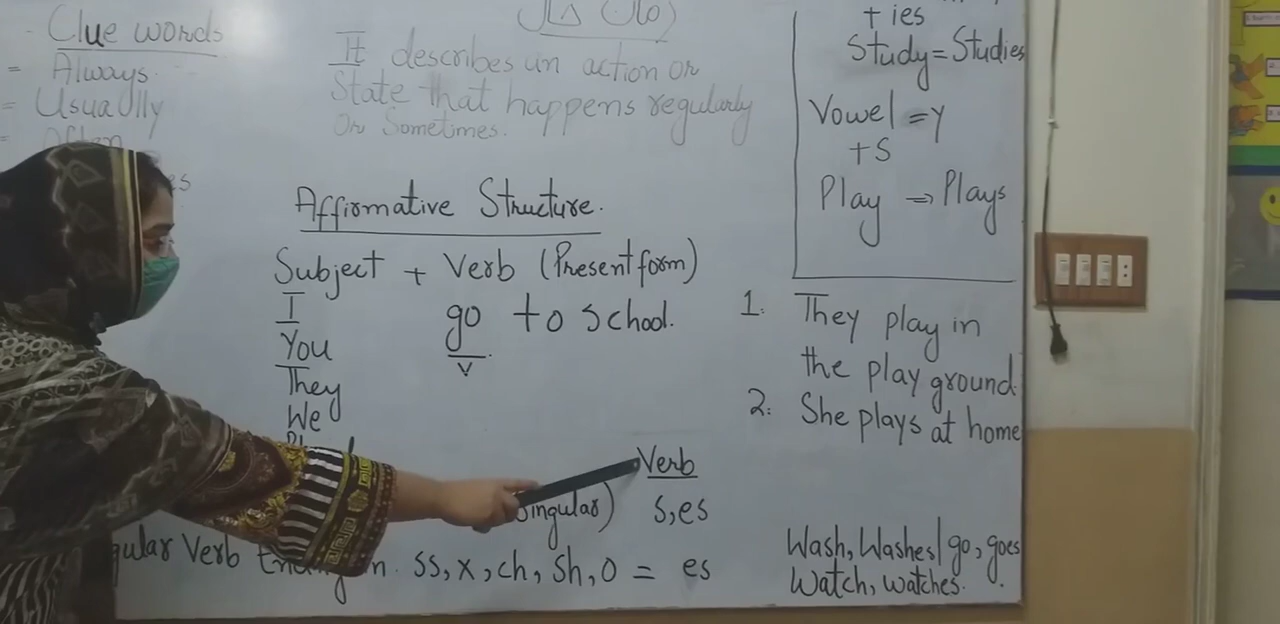 Clue words
= Always
= Usually
= Often
It describes an action or
State that happens regularly
Or Sometimes.
Affirmative Structure.
Subject + Verb (Present form)
I go to school.
v
You
They
We
Verb
Singular) s, es
Verb Ending in. ss, x, ch, sh, o = es
+ ies
Study = Studies
Vowel = y
+ s
Play ⇒ Plays
1. They play in
the play ground
2. She plays at home
Wash, Washes| go, goes
Watch, watches.